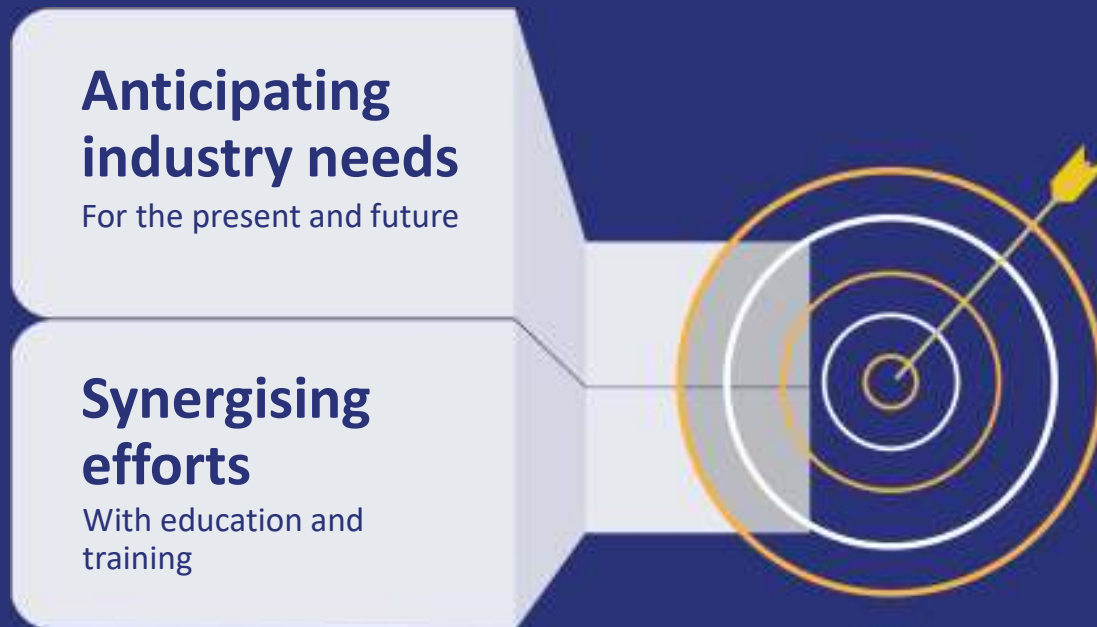 Anticipating
industry needs
For the present and future
Synergising
efforts
With education and
training